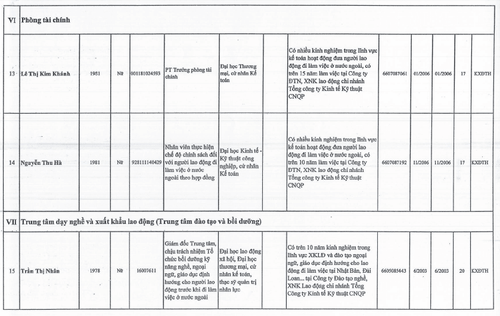 VI Phòng tài chính
13 Lê Thị Kim Khánh 1981 Nữ 001181024393 PT Trưởng phòng tài chính Đại học Thương mại, cử nhân Kế toán Có nhiều kinh nghiệm trong lĩnh vực kế toán hoạt động đưa người lao động đi làm việc ở nước ngoài, có trên 15 năm làm việc tại Công ty ĐTN, XNK lao động chi nhánh Tổng công ty Kinh tế Kỹ thuật CNQP 6607087061 01/2006 01/2006 17 KXĐTH
14 Nguyễn Thu Hà 1981 Nữ Nhân viên thực hiện chế độ chính sách đối với người lao động đi làm việc ở nước ngoài theo hợp đồng Đại học Kinh tế - Kỹ thuật công nghiệp, cử nhân Kế toán Có nhiều kinh nghiệm trong lĩnh vực kế toán hoạt động đưa người lao động đi làm việc ở nước ngoài, có trên 10 năm làm việc tại Công ty ĐTN, XNK lao động chi nhánh Tổng công ty Kinh tế Kỹ thuật CNQP 6607087192 11/2006 11/2006 17 KXĐTH
VII Trung tâm dạy nghề và xuất khẩu lao động (Trung tâm đào tạo và bồi dưỡng)
15 Trần Thị Nhân 1978 Nữ 16007611 Giám đốc Trung tâm, chịu trách nhiệm Tổ chức bồi dưỡng kỹ năng nghề, ngoại ngữ, giáo dục định hướng cho người lao động trước khi đi làm việc ở nước ngoài Đại học lao động xã hội, Đại học thương mại, cử nhân kế toán, thạc sỹ quản trị nhân lực Có trên 10 năm kinh nghiệm trong lĩnh vực XKLĐ và đào tạo ngoại ngữ, giáo dục định hướng cho lao động đi làm việc tại Nhật Bản, Đài Loan... tại Công ty Đào tạo nghề, XNK Lao động chi nhánh Tổng Công ty Kinh tế Kỹ thuật CNQP 6603083443 6/2003 6/2003 20 KXĐTH